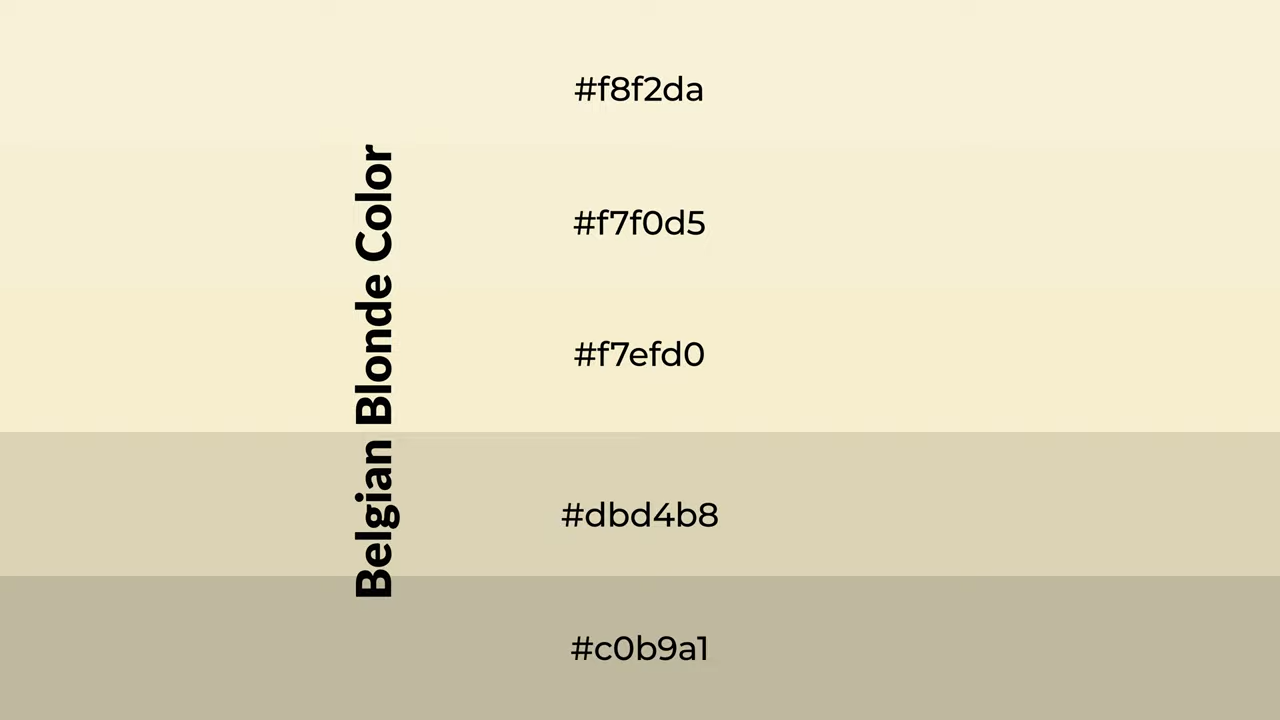 Belgian Blonde Color
#f8f2da
#f7f0d5
#f7efd0
#dbd4b8
#c0b9a1